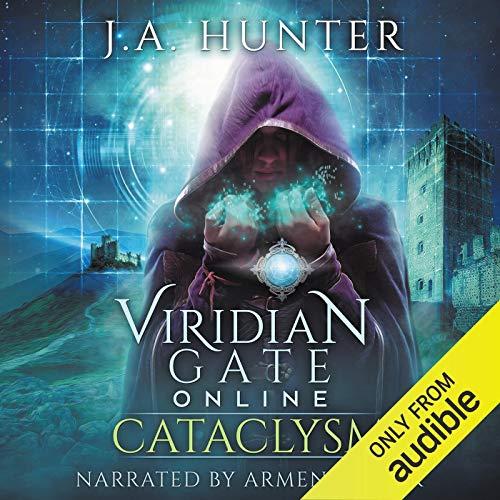 J.A. HUNTER
VIRIDIAN
GATE
ONLINE
CATACLYSM
NARRATED BY ARMEN
ONLY FROM
audible